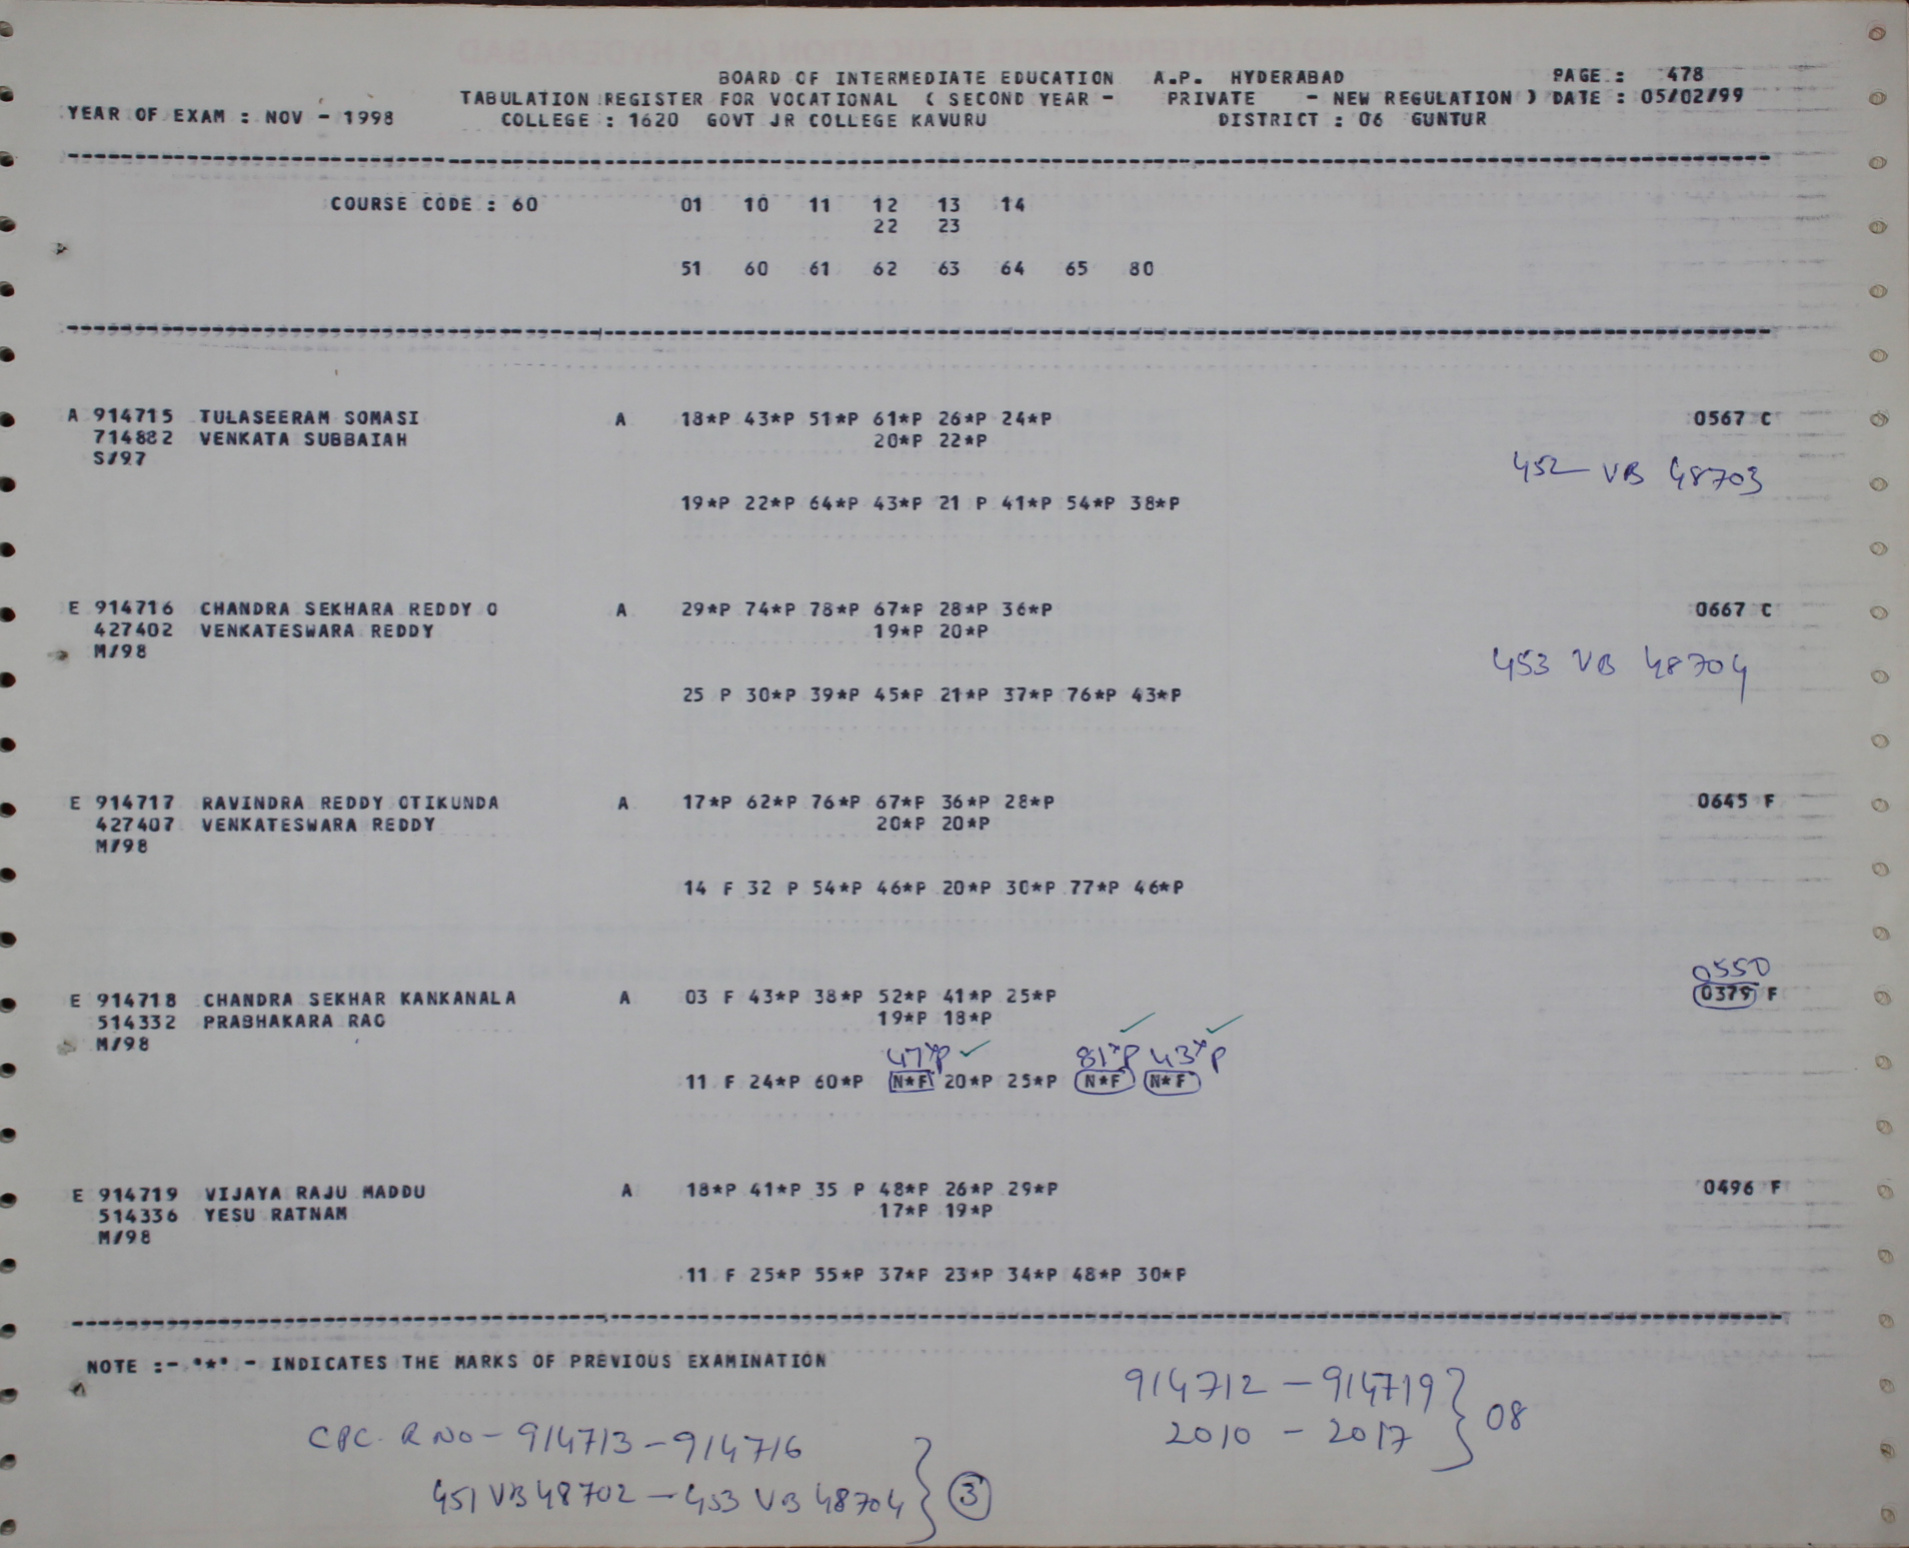 BOARD OF INTERMEDIATE EDUCATION A.P. HYDERABAD PAGE : 478
TABULATION REGISTER FOR VOCATIONAL ( SECOND YEAR - PRIVATE - NEW REGULATION ) DATE : 05/02/99
YEAR OF EXAM : NOV - 1998 COLLEGE : 1620 GOVT JR COLLEGE KAVURU DISTRICT : 06 GUNTUR
COURSE CODE : 60 01 10 11 12 13 14
22 23
51 60 61 62 63 64 65 80
A 914715 TULASEERAM SOMASI A 18*P 43*P 51*P 61*P 26*P 24*P 0567 C
714882 VENKATA SUBBAIAH 20*P 22*P
S/97
452 VB 48703
19*P 22*P 64*P 43*P 21 P 41*P 54*P 38*P
E 914716 CHANDRA SEKHARA REDDY O A 29*P 74*P 78*P 67*P 28*P 36*P 0667 C
427402 VENKATESWARA REDDY 19*P 20*P
M/98
453 VB 48704
25 P 30*P 39*P 45*P 21*P 37*P 76*P 43*P
E 914717 RAVINDRA REDDY OTIKUNDA A 17*P 62*P 76*P 67*P 36*P 28*P 0645 F
427407 VENKATESWARA REDDY 20*P 20*P
M/98
14 F 32 P 54*P 46*P 20*P 30*P 77*P 46*P
0550
E 914718 CHANDRA SEKHAR KANKANALA A 03 F 43*P 38*P 52*P 41*P 25*P 0379 F
514332 PRABHAKARA RAO 19*P 18*P
M/98
47*P 81*P 43*P
11 F 24*P 60*P N*F 20*P 25*P N*F N*F
E 914719 VIJAYA RAJU MADDU A 18*P 41*P 35 P 48*P 26*P 29*P 0496 F
514336 YESU RATNAM 17*P 19*P
M/98
11 F 25*P 55*P 37*P 23*P 34*P 48*P 30*P
NOTE :- "*" - INDICATES THE MARKS OF PREVIOUS EXAMINATION
914712 - 914719
2010 - 2017 } 08
CPC. R NO - 914713 - 914716
451 VB 48702 - 453 VB 48704 } 3